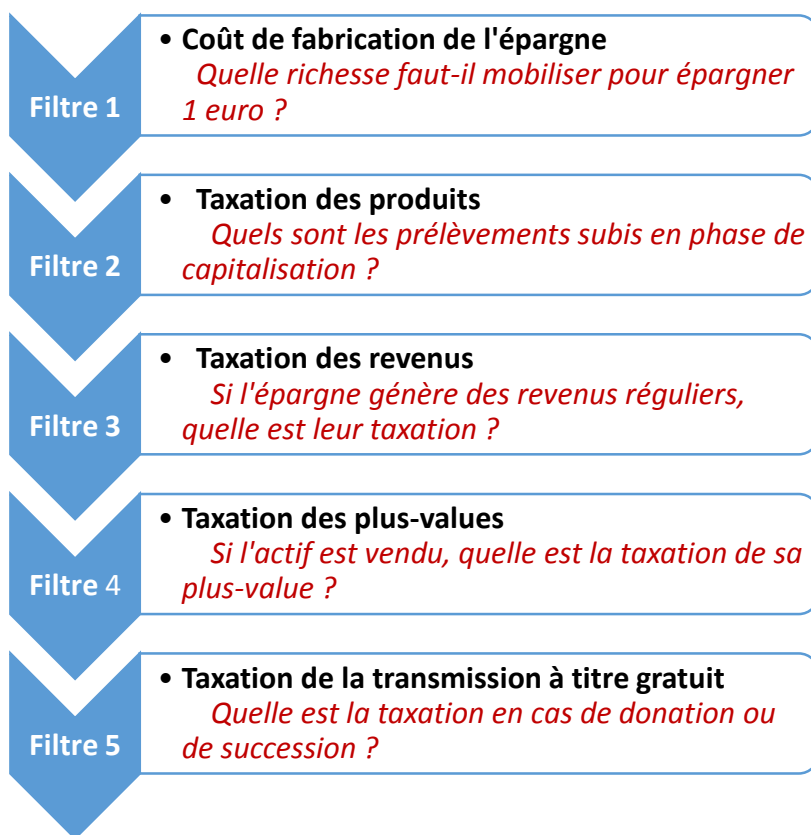 Filtre 1
• Coût de fabrication de l'épargne
Quelle richesse faut-il mobiliser pour épargner
1 euro ?
Filtre 2
• Taxation des produits
Quels sont les prélèvements subis en phase de
capitalisation ?
Filtre 3
• Taxation des revenus
Si l'épargne génère des revenus réguliers,
quelle est leur taxation ?
Filtre 4
• Taxation des plus-values
Si l'actif est vendu, quelle est la taxation de sa
plus-value ?
Filtre 5
• Taxation de la transmission à titre gratuit
Quelle est la taxation en cas de donation ou
de succession ?